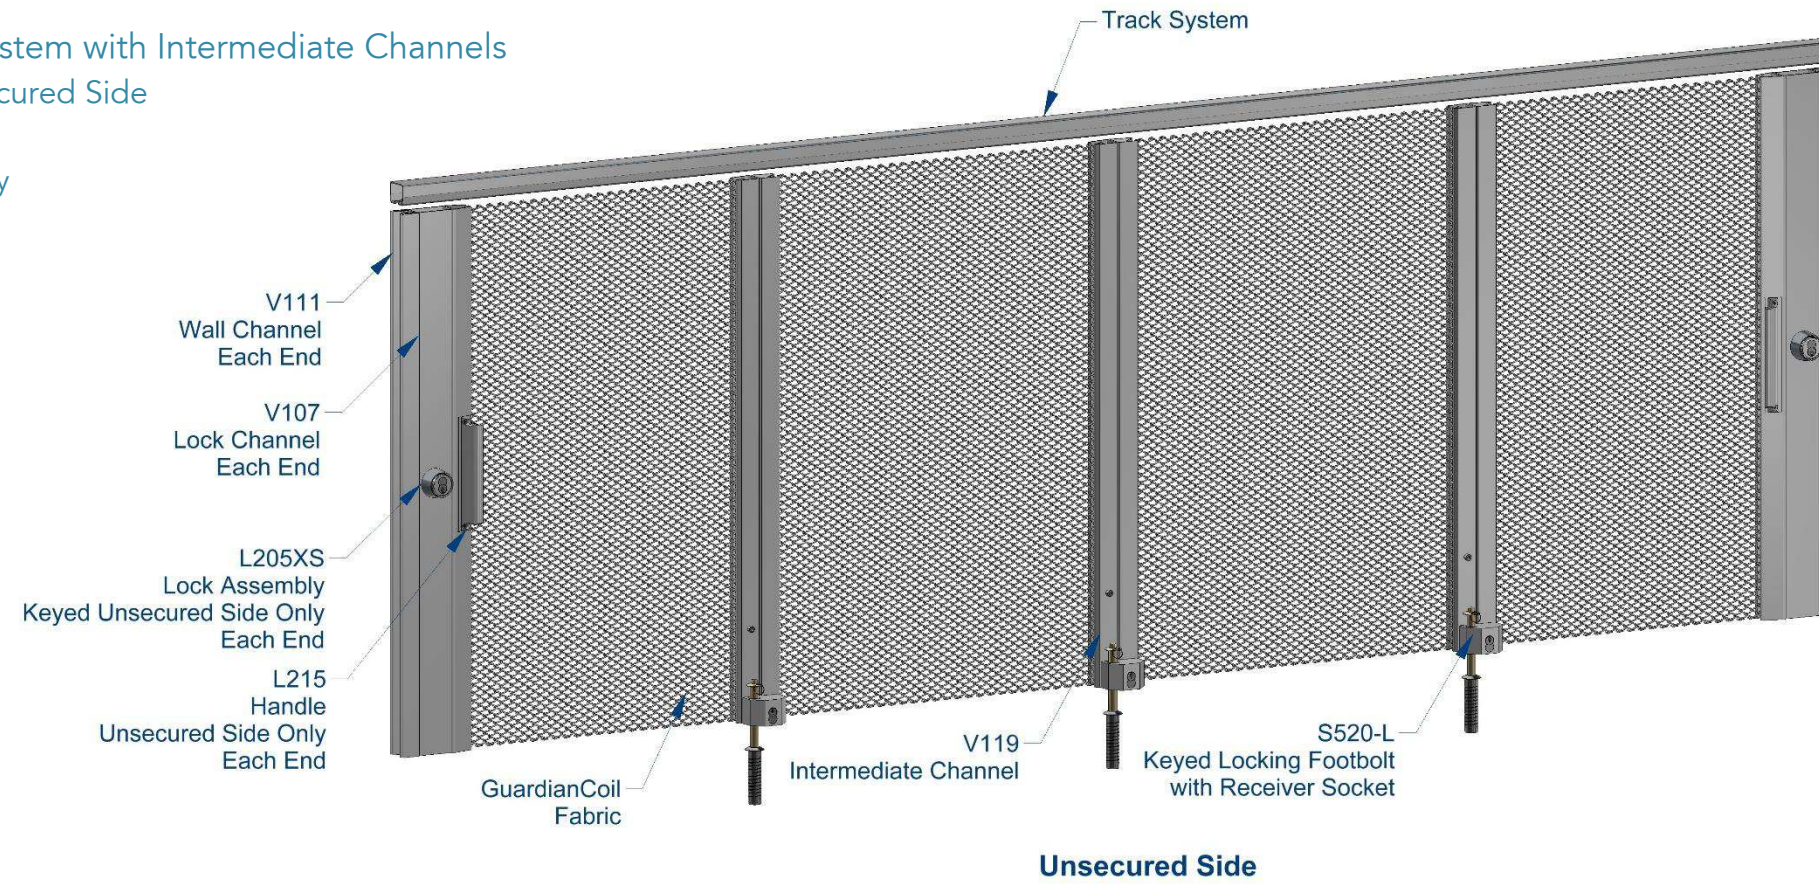 stem with Intermediate Channels
cured Side
y
Track System
V111
Wall Channel
Each End
V107
Lock Channel
Each End
L205XS
Lock Assembly
Keyed Unsecured Side Only
Each End
L215
Handle
Unsecured Side Only
Each End
GuardianCoil
Fabric
V119
Intermediate Channel
S520-L
Keyed Locking Footbolt
with Receiver Socket
Unsecured Side